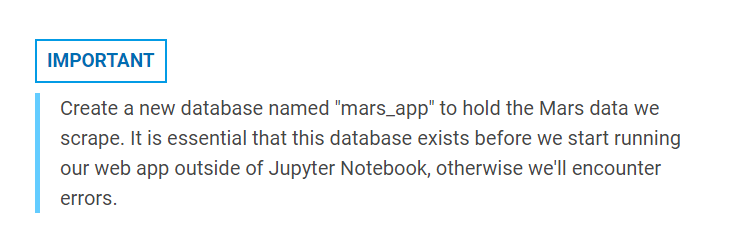 IMPORTANT
Create a new database named "mars_app" to hold the Mars data we
scrape. It is essential that this database exists before we start running
our web app outside of Jupyter Notebook, otherwise we'll encounter
errors.